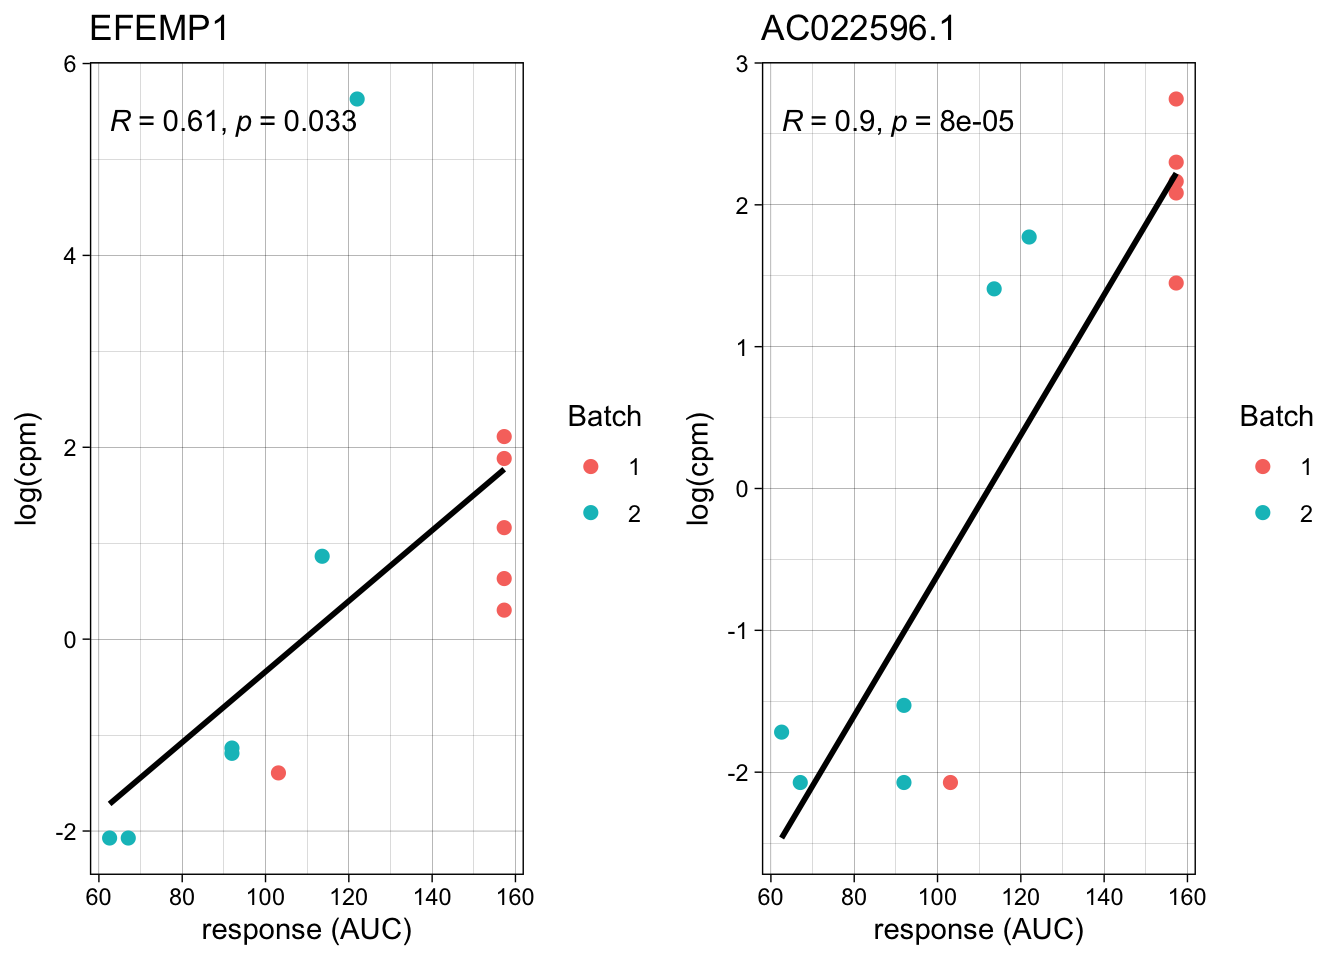 EFEMP1
R = 0.61, p = 0.033
6
4
2
0
-2
log(cpm)
60 80 100 120 140 160
response (AUC)
Batch
1
2
AC022596.1
R = 0.9, p = 8e-05
3
2
1
0
-1
-2
log(cpm)
60 80 100 120 140 160
response (AUC)
Batch
1
2